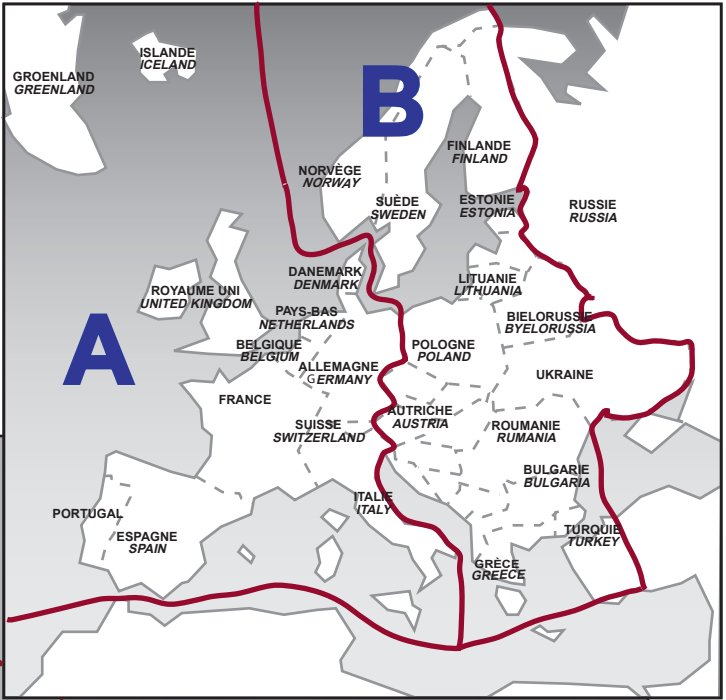 ISLANDE
ICELAND
GROENLAND
GREENLAND
B
FINLANDE
FINLAND
NORVÈGE
NORWAY
SUÈDE
SWEDEN
ESTONIE
ESTONIA
RUSSIE
RUSSIA
DANEMARK
DENMARK
LITUANIE
LITHUANIA
ROYAUME UNI
UNITED KINGDOM
PAYS-BAS
NETHERLANDS
BIELORUSSIE
BYELORUSSIA
A
BELGIQUE
BELGIUM
POLOGNE
POLAND
ALLEMAGNE
GERMANY
UKRAINE
FRANCE
AUTRICHE
AUSTRIA
SUISSE
SWITZERLAND
ROUMANIE
RUMANIA
BULGARIE
BULGARIA
ITALIE
ITALY
PORTUGAL
ESPAGNE
SPAIN
TURQUIE
TURKEY
GRÈCE
GREECE